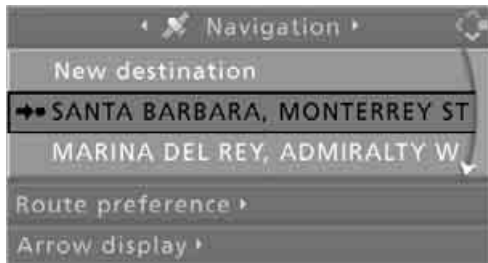 Navigation
New destination
SANTA BARBARA, MONTERREY ST
MARINA DEL REY, ADMIRALTY W
Route preference
Arrow display